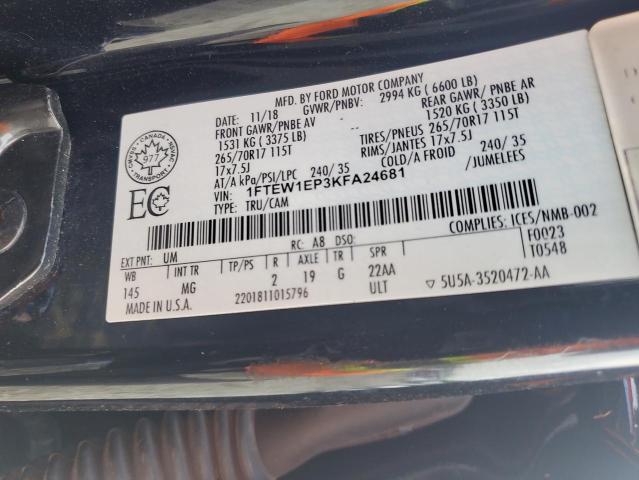 MFD. BY FORD MOTOR COMPANY
DATE: 11/18 GVWR/PNBV: 2994 KG ( 6600 LB)
FRONT GAWR/PNBE AV -- REAR GAWR/ PNBE AR
1531 KG ( 3375 LB) 1520 KG ( 3350 LB)
265/70R17 115T TIRES/PNEUS 265/70R17 115T
17x7.5J RIMS/JANTES 17x7.5J
AT/A kPa/PSI/LPC 240/ 35 COLD/A FROID 240/ 35
VIN: 1FTEW1EP3KFA24681 /JUMELEES
TYPE: TRU/CAM
CANADA
977
TRANSPORT
EC
COMPLIES: ICES/NMB-002
EXT PNT: UM RC: A8 DSO: F0023
WB INT TR TP/PS R AXLE TR SPR T0548
145 MG 2 19 G 22AA
MADE IN U.S.A. 2201811015796 ULT ▽ 5U5A-3520472-AA